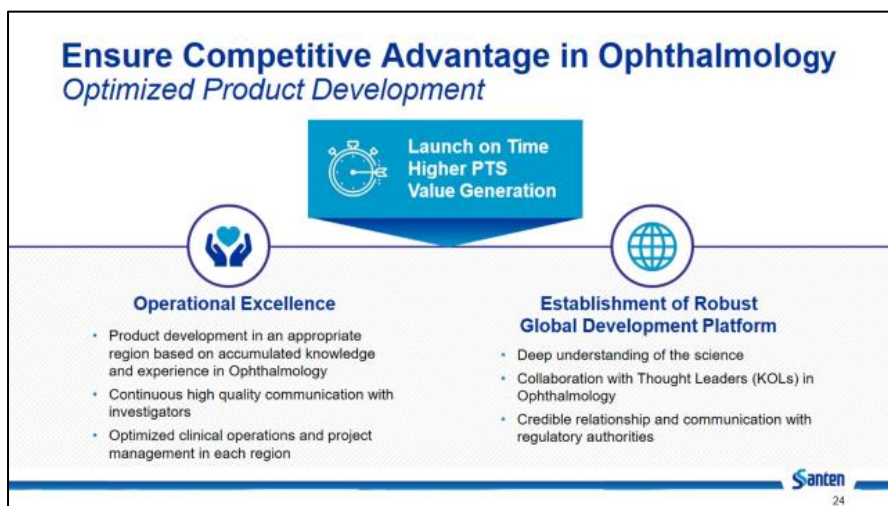 Ensure Competitive Advantage in Ophthalmology
Optimized Product Development
Launch on Time
Higher PTS
Value Generation
Operational Excellence
• Product development in an appropriate
region based on accumulated knowledge
and experience in Ophthalmology
• Continuous high quality communication with
investigators
• Optimized clinical operations and project
management in each region
Establishment of Robust
Global Development Platform
• Deep understanding of the science
• Collaboration with Thought Leaders (KOLs) in
Ophthalmology
• Credible relationship and communication with
regulatory authorities
Santen
24